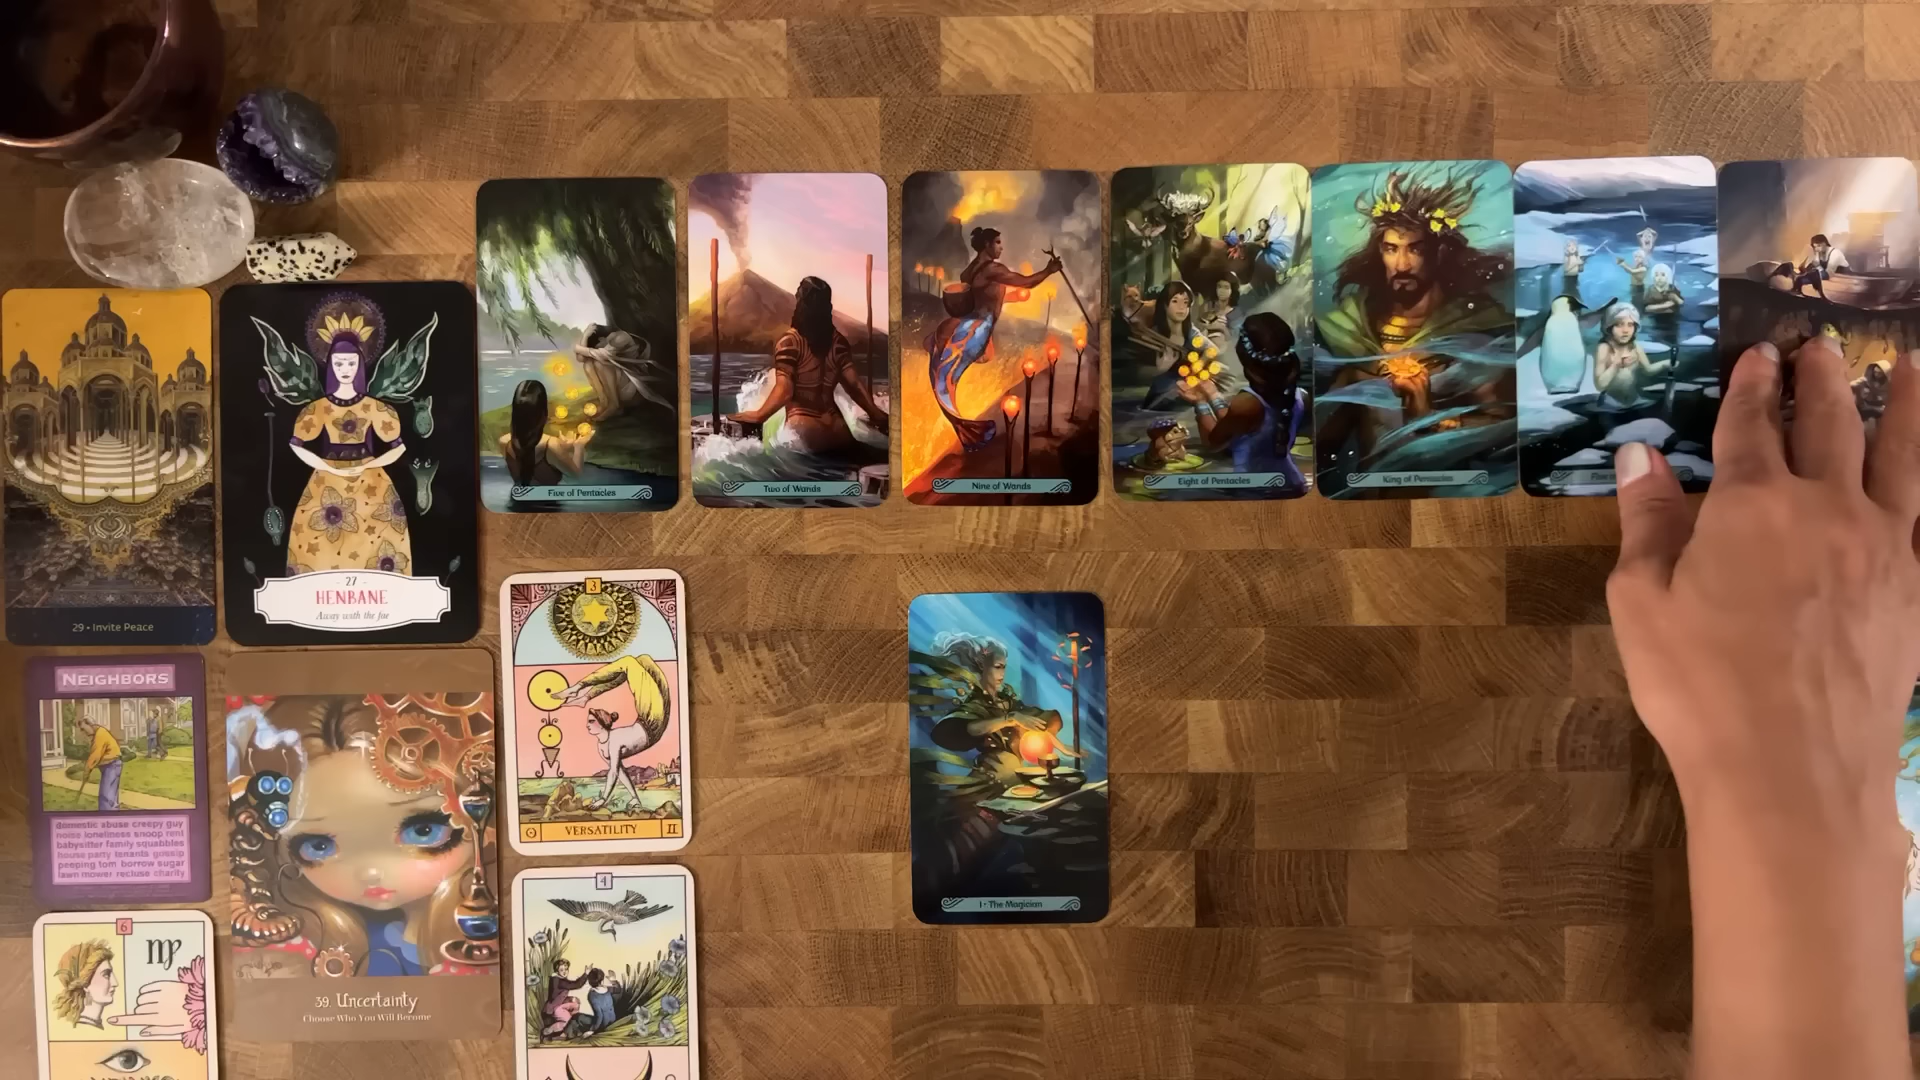 Five of Pentacles
Two of Wands
Nine of Wands
Eight of Pentacles
King of Pentacles
Five
29 • Invite Peace
- 27 -
HENBANE
Away with the fae
NEIGHBORS
domestic abuse creepy guy
noise loneliness snoop rent
babysitter family squabbles
house party tenants gossip
peeping tom borrow sugar
lawn mower recluse charity
39. Uncertainty
Choose Who You Will Become
3
VERSATILITY
II
I • The Magician
6
4